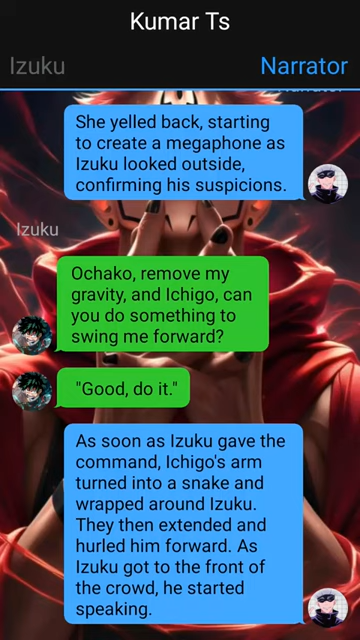 Kumar Ts
Izuku
Narrator
Narrator
She yelled back, starting
to create a megaphone as
Izuku looked outside,
confirming his suspicions.
Izuku
Ochako, remove my
gravity, and Ichigo, can
you do something to
swing me forward?
"Good, do it."
As soon as Izuku gave the
command, Ichigo's arm
turned into a snake and
wrapped around Izuku.
They then extended and
hurled him forward. As
Izuku got to the front of
the crowd, he started
speaking.